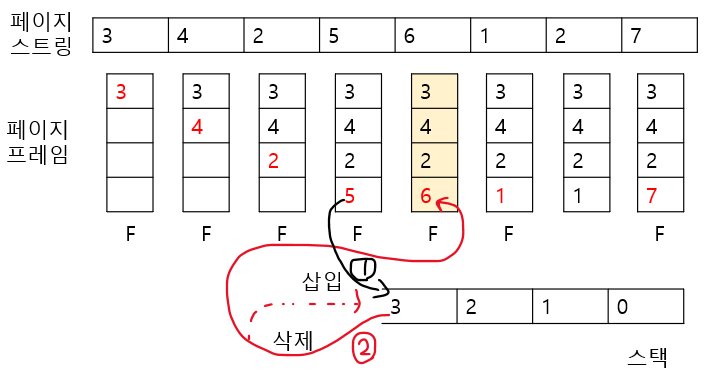 페이지
스트링
3 4 2 5 6 1 2 7
페이지
프레임
3 3 3 3 3 3 3 3
4 4 4 4 4 4 4
2 2 2 2 2 2
5 6 1 1 7
F F F F F F F
삽입 1
3 2 1 0
삭제 2
스택